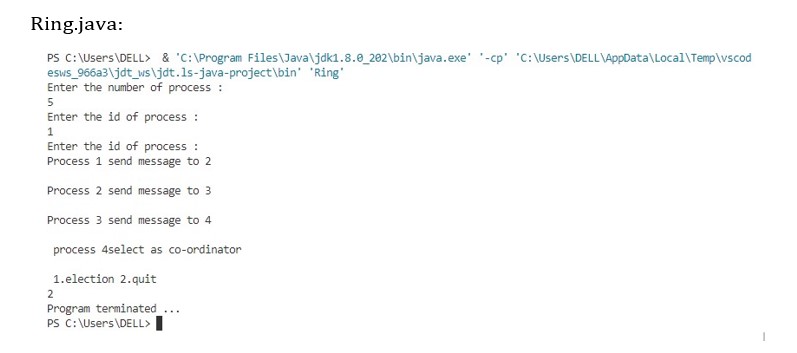 Ring.java:
PS C:\Users\DELL>  & 'C:\Program Files\Java\jdk1.8.0_202\bin\java.exe' '-cp' 'C:\Users\DELL\AppData\Local\Temp\vscod
esws_966a3\jdt_ws\jdt.ls-java-project\bin' 'Ring'
Enter the number of process :
5
Enter the id of process :
1
Enter the id of process :
Process 1 send message to 2
Process 2 send message to 3
Process 3 send message to 4
process 4select as co-ordinator
1.election 2.quit
2
Program terminated ...
PS C:\Users\DELL>